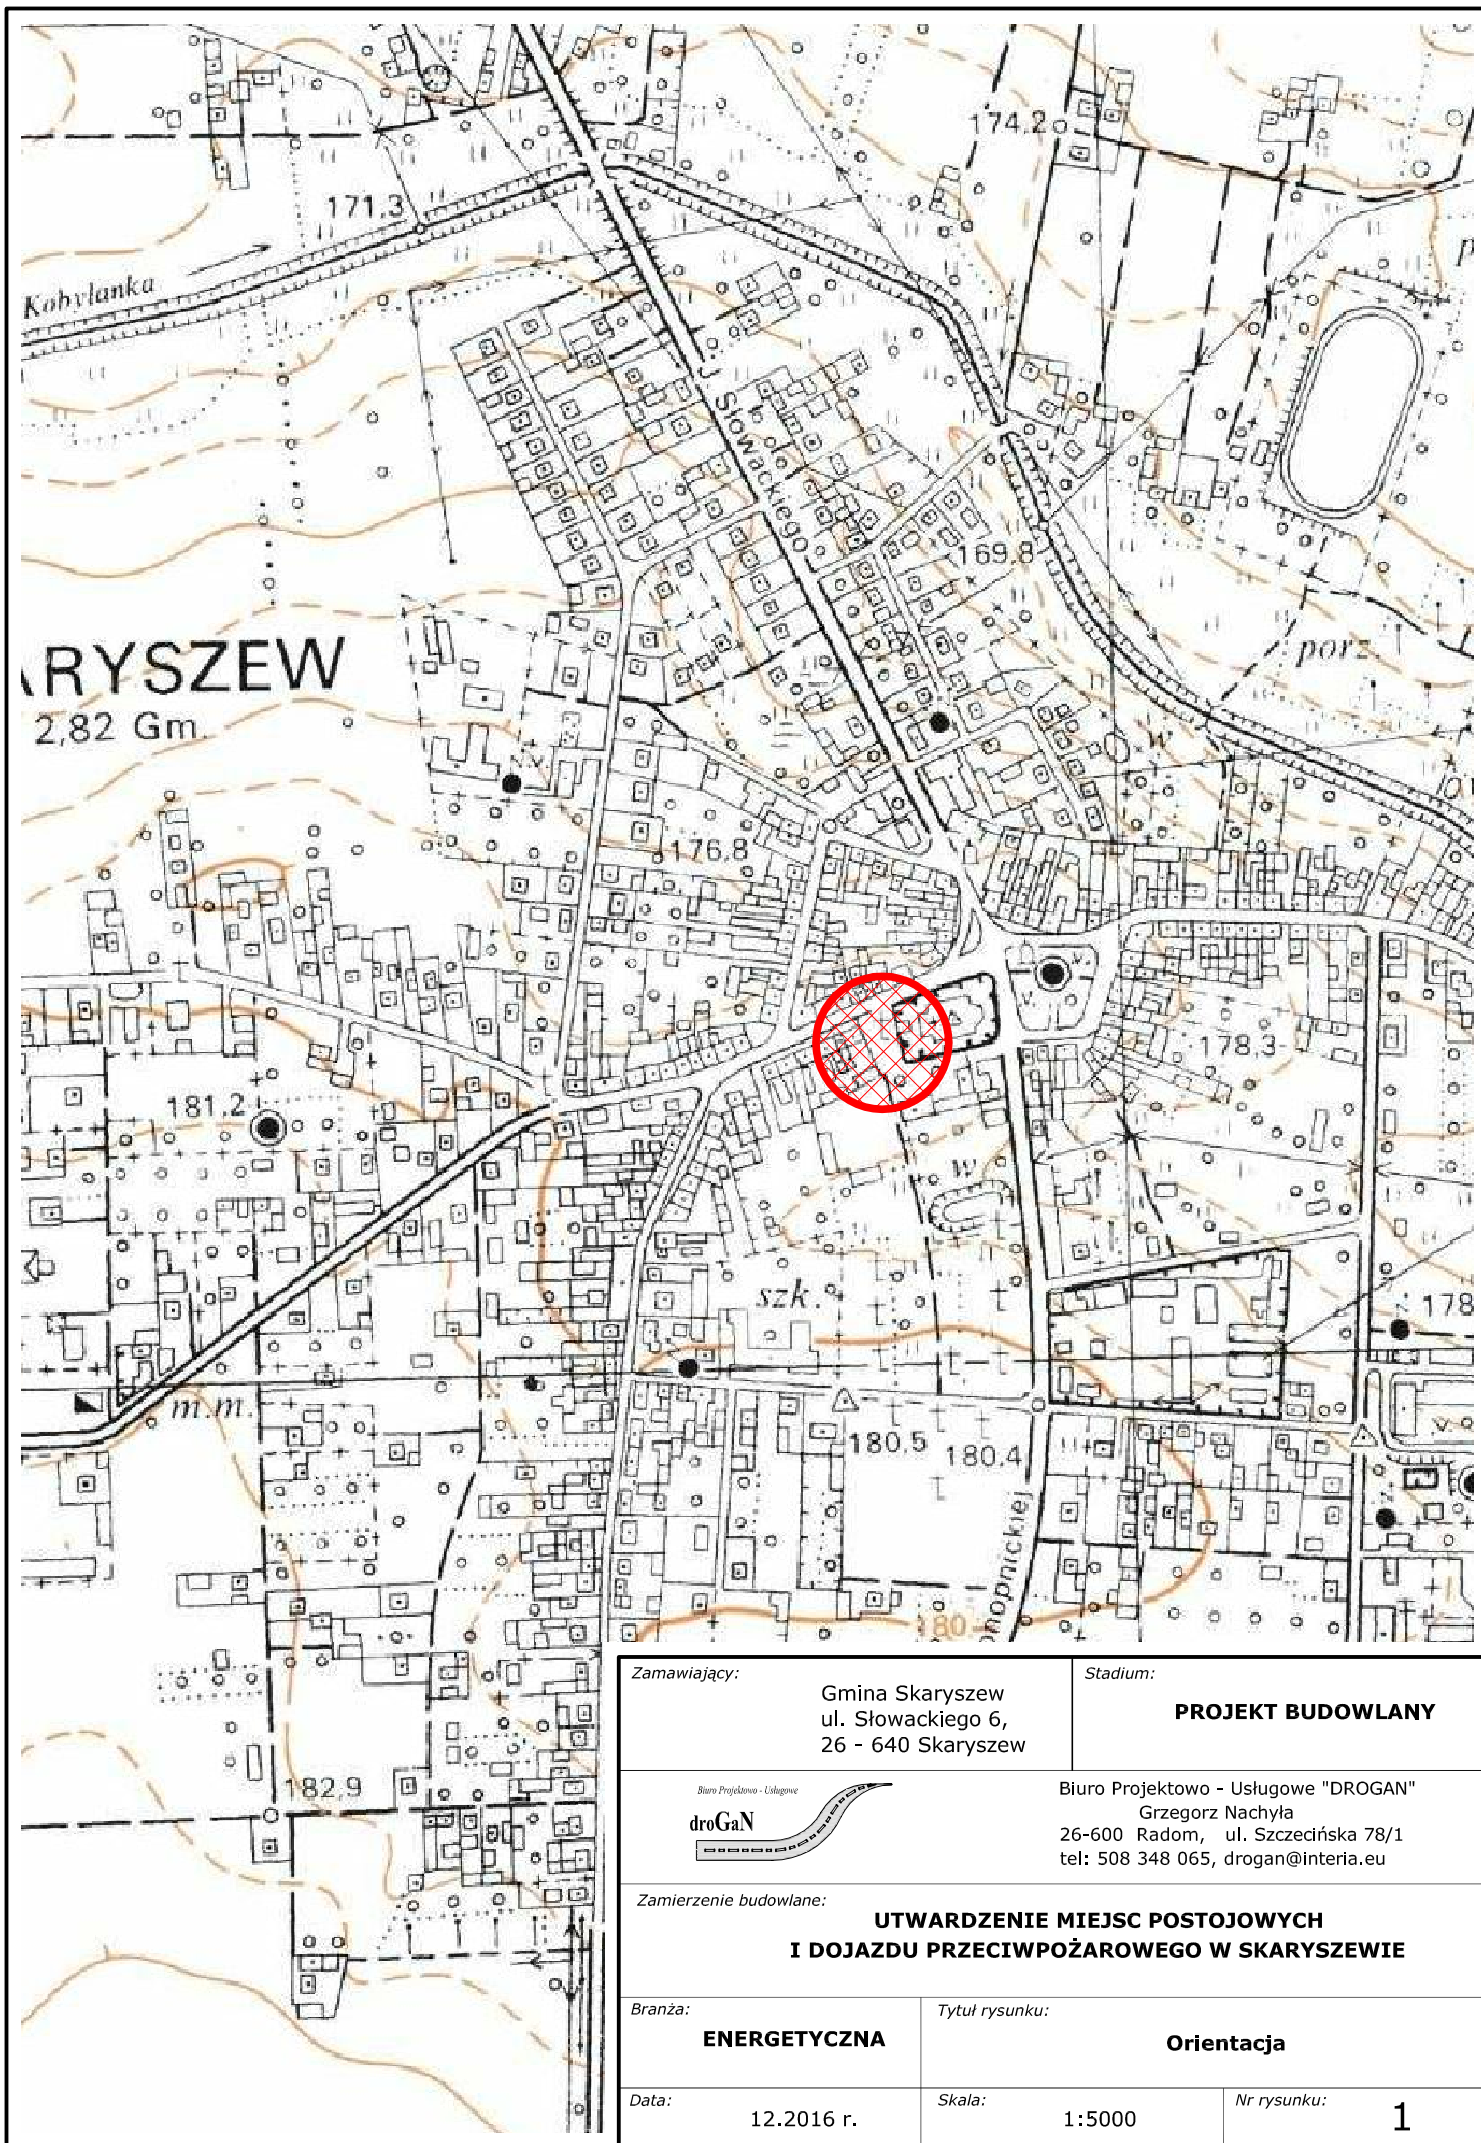 174,2
171,3
Kobylanka
Słowackiego
169,8
porz.
ARYSZEW
2,82 Gm.
176,8
178,3
181,2
w
szk.
178
m.m.
180,5
180,4
mopnickiej
180
182,9
Zamawiający:
Gmina Skaryszew
ul. Słowackiego 6,
26 - 640 Skaryszew
Stadium:
PROJEKT BUDOWLANY
Biuro Projektowo - Usługowe
droGaN
Biuro Projektowo - Usługowe "DROGAN"
Grzegorz Nachyła
26-600 Radom, ul. Szczecińska 78/1
tel: 508 348 065, drogan@interia.eu
Zamierzenie budowlane:
UTWARDZENIE MIEJSC POSTOJOWYCH
I DOJAZDU PRZECIWPOŻAROWEGO W SKARYSZEWIE
Branża:
ENERGETYCZNA
Tytuł rysunku:
Orientacja
Data:
12.2016 r.
Skala:
1:5000
Nr rysunku:
1